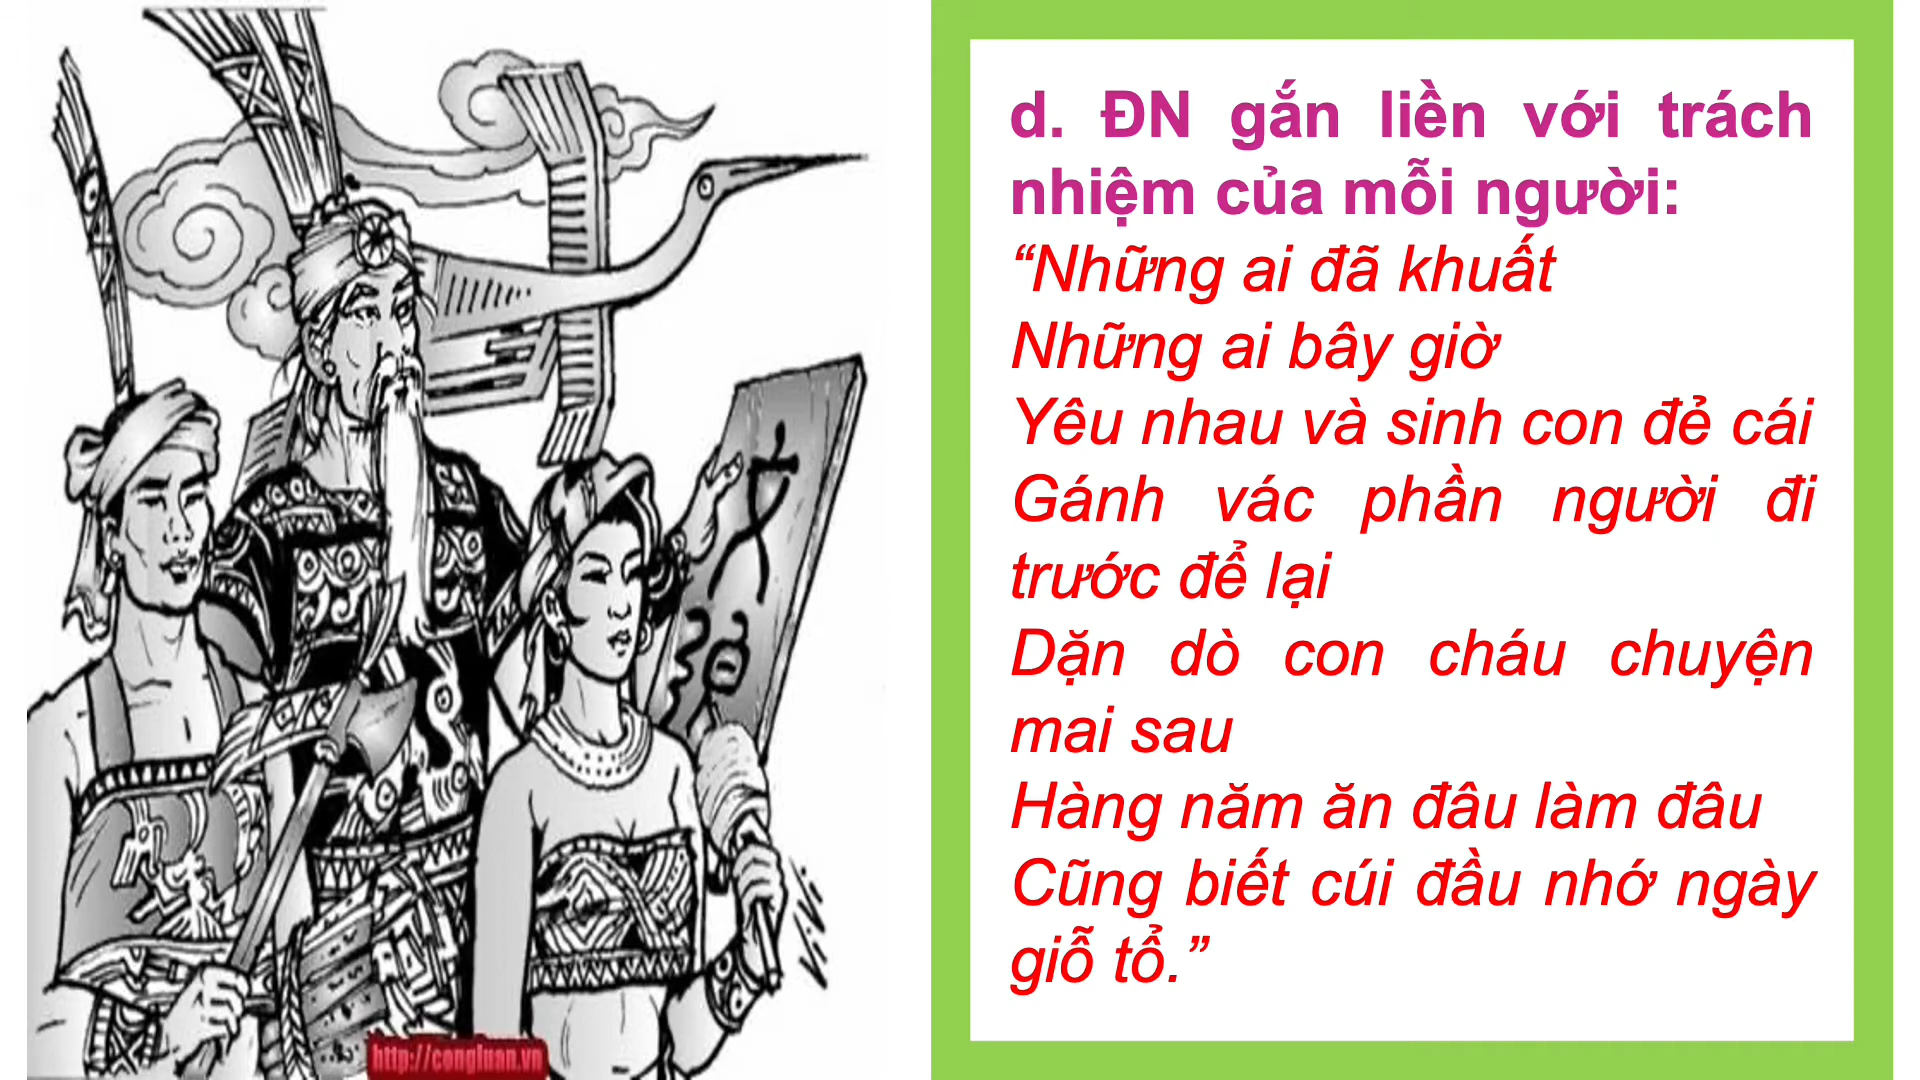 d. ĐN gắn liền với trách
nhiệm của mỗi người:
“Những ai đã khuất
Những ai bây giờ
Yêu nhau và sinh con đẻ cái
Gánh vác phần người đi
trước để lại
Dặn dò con cháu chuyện
mai sau
Hàng năm ăn đâu làm đâu
Cũng biết cúi đầu nhớ ngày
giỗ tổ.”
http://congluan.vn